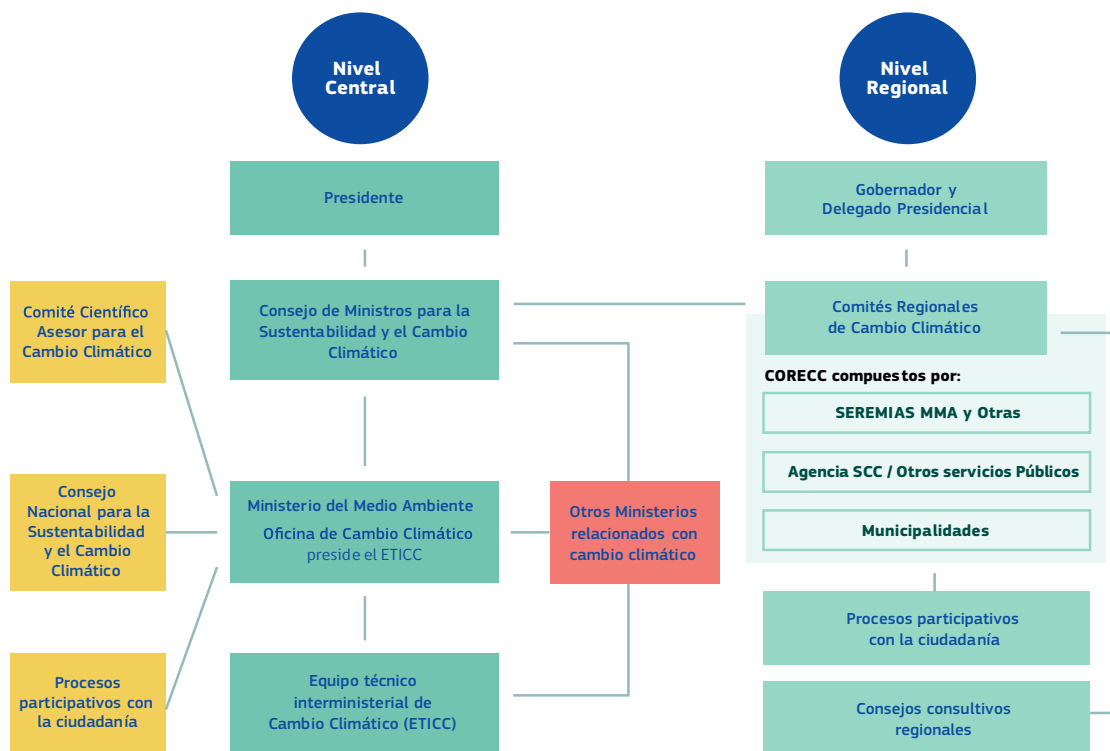 Nivel
Central
Nivel
Regional
Presidente
Gobernador y
Delegado Presidencial
Comité Científico
Asesor para el
Cambio Climático
Consejo de Ministros para la
Sustentabilidad y el Cambio
Climático
Comités Regionales
de Cambio Climático
CORECC compuestos por:
SEREMIAS MMA y Otras
Agencia SCC / Otros servicios Públicos
Municipalidades
Consejo
Nacional para la
Sustentabilidad
y el Cambio
Climático
Ministerio del Medio Ambiente
Oficina de Cambio Climático
preside el ETICC
Otros Ministerios
relacionados con
cambio climático
Procesos participativos
con la ciudadanía
Procesos
participativos con
la ciudadanía
Equipo técnico
interministerial de
Cambio Climático (ETICC)
Consejos consultivos
regionales